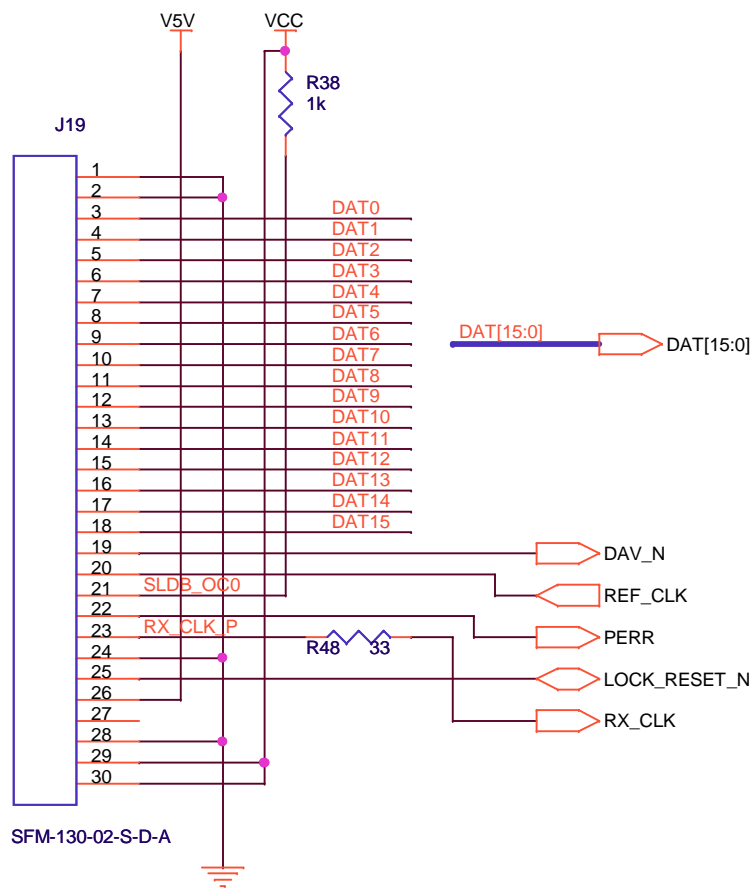 V5V
VCC
R38
1k
J19
1
2
3 DAT0
4 DAT1
5 DAT2
6 DAT3
7 DAT4
8 DAT5
9 DAT6
DAT[15:0]
DAT[15:0]
10 DAT7
11 DAT8
12 DAT9
13 DAT10
14 DAT11
15 DAT12
16 DAT13
17 DAT14
18 DAT15
19 DAV_N
20
21 SLDB_OC0
REF_CLK
22
23 RX_CLK_P
PERR
R48 33
24
25
LOCK_RESET_N
26
27
RX_CLK
28
29
30
SFM-130-02-S-D-A